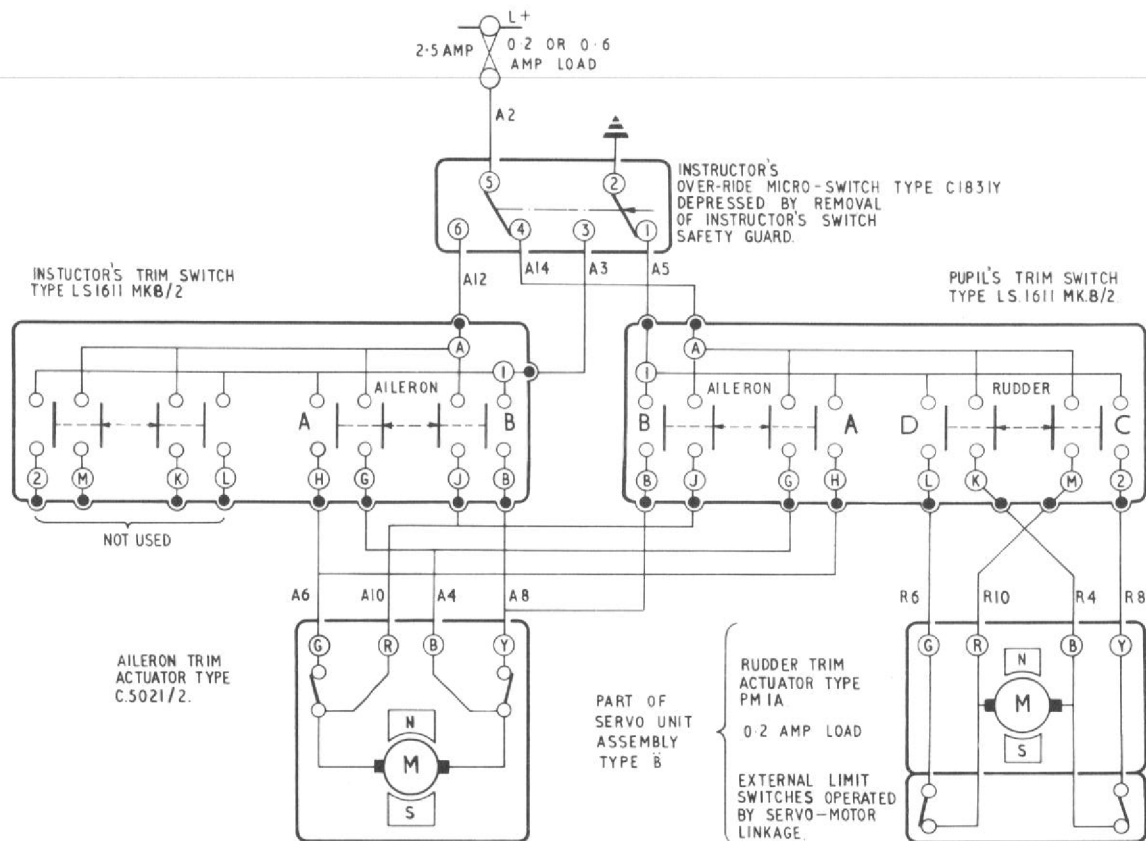 L+
2·5 AMP
0·2 OR 0·6
AMP LOAD
A2
5
2
6
4
3
1
INSTRUCTOR'S
OVER-RIDE MICRO-SWITCH TYPE C1831Y
DEPRESSED BY REMOVAL
OF INSTRUCTOR'S SWITCH
SAFETY GUARD.
A12
A14
A3
A5
INSTUCTOR'S TRIM SWITCH
TYPE LS1611 MK8/2
PUPIL'S TRIM SWITCH
TYPE LS.1611 MK.8/2.
A
1
AILERON
A
B
2
M
K
L
H
G
J
B
NOT USED
A
1
AILERON
RUDDER
B
A
D
C
B
J
G
H
L
K
M
2
A6
A10
A4
A8
R6
R10
R4
R8
G
R
B
Y
AILERON TRIM
ACTUATOR TYPE
C.5021/2.
N
M
S
PART OF
SERVO UNIT
ASSEMBLY
TYPE B
RUDDER TRIM
ACTUATOR TYPE
PM1A.
0·2 AMP LOAD
EXTERNAL LIMIT
SWITCHES OPERATED
BY SERVO-MOTOR
LINKAGE.
G
R
B
Y
N
M
S